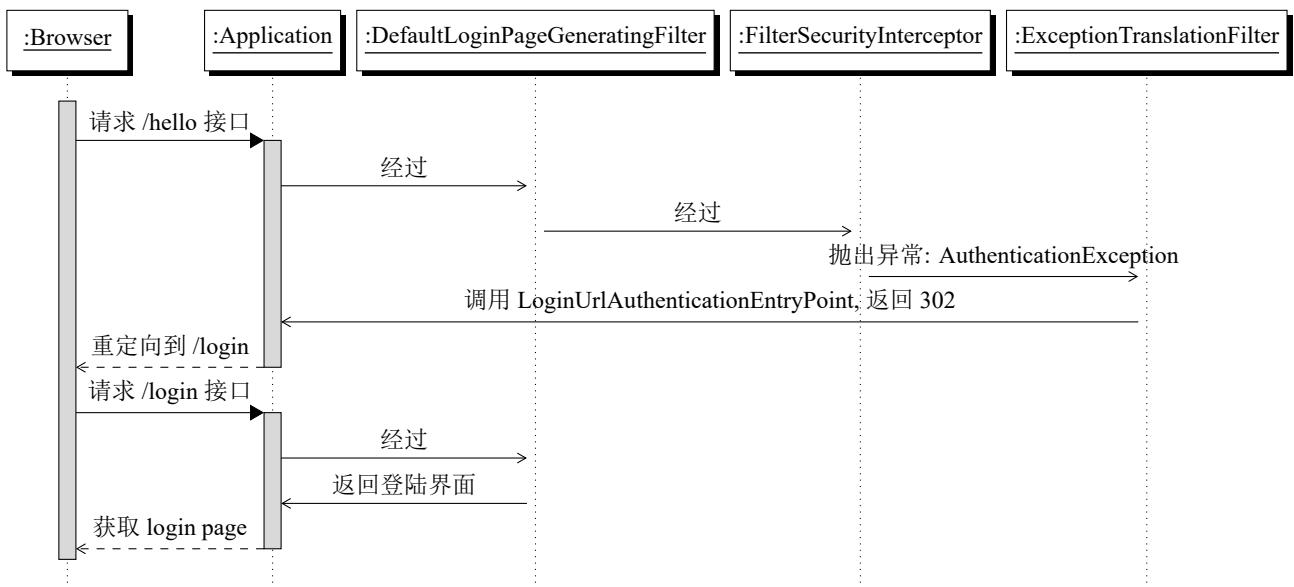 :Browser
:Application
:DefaultLoginPageGeneratingFilter
:FilterSecurityInterceptor
:ExceptionTranslationFilter
请求 /hello 接口
经过
经过
抛出异常: AuthenticationException
调用 LoginUrlAuthenticationEntryPoint, 返回 302
重定向到 /login
请求 /login 接口
经过
返回登陆界面
获取 login page